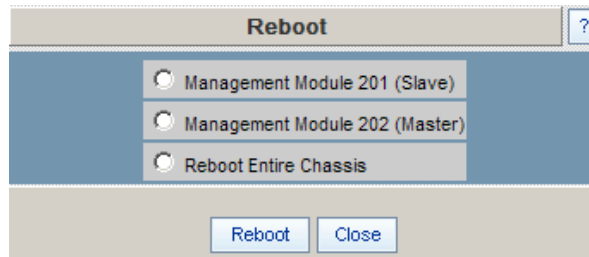 Reboot ?
Management Module 201 (Slave)
Management Module 202 (Master)
Reboot Entire Chassis
Reboot Close